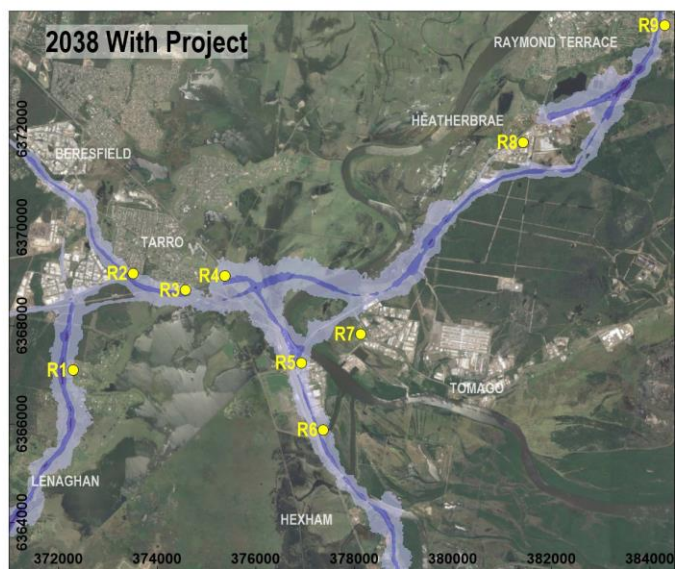 2038 With Project
R9
RAYMOND TERRACE
HEATHERBRAE
R8
BERESFIELD
TARRO
R2
R3
R4
R7
R5
R1
TOMAGO
R6
LENAGHAN
HEXHAM
6372000
6370000
6368000
6366000
6364000
372000 374000 376000 378000 380000 382000 384000